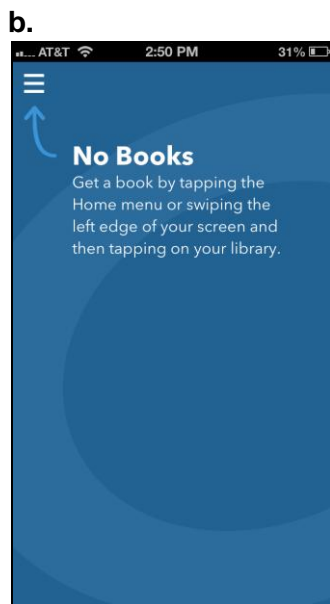 b.
AT&T 2:50 PM 31%
No Books
Get a book by tapping the
Home menu or swiping the
left edge of your screen and
then tapping on your library.